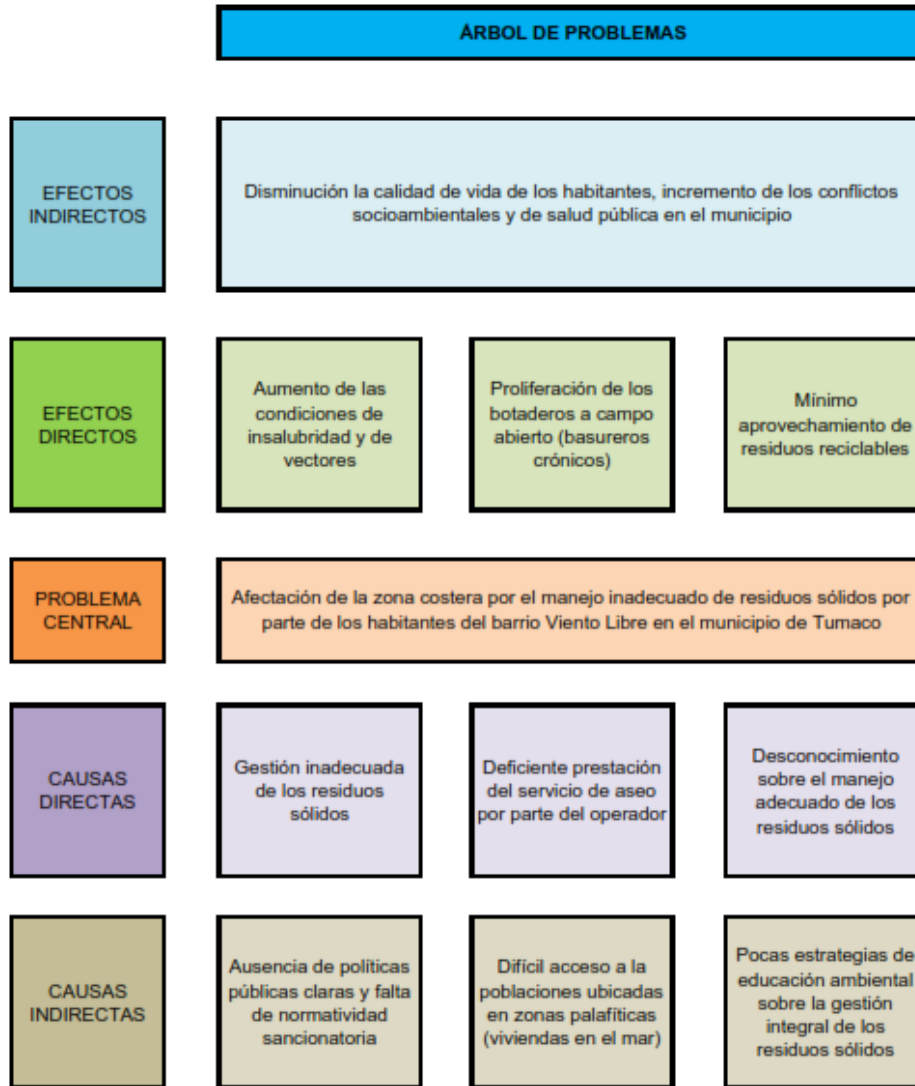 ÁRBOL DE PROBLEMAS
EFECTOS
INDIRECTOS
Disminución la calidad de vida de los habitantes, incremento de los conflictos
socioambientales y de salud pública en el municipio
EFECTOS
DIRECTOS
Aumento de las
condiciones de
insalubridad y de
vectores
Proliferación de los
botaderos a campo
abierto (basureros
crónicos)
Mínimo
aprovechamiento de
residuos reciclables
PROBLEMA
CENTRAL
Afectación de la zona costera por el manejo inadecuado de residuos sólidos por
parte de los habitantes del barrio Viento Libre en el municipio de Tumaco
CAUSAS
DIRECTAS
Gestión inadecuada
de los residuos
sólidos
Deficiente prestación
del servicio de aseo
por parte del operador
Desconocimiento
sobre el manejo
adecuado de los
residuos sólidos
CAUSAS
INDIRECTAS
Ausencia de políticas
públicas claras y falta
de normatividad
sancionatoria
Difícil acceso a la
poblaciones ubicadas
en zonas palafíticas
(viviendas en el mar)
Pocas estrategias de
educación ambiental
sobre la gestión
integral de los
residuos sólidos